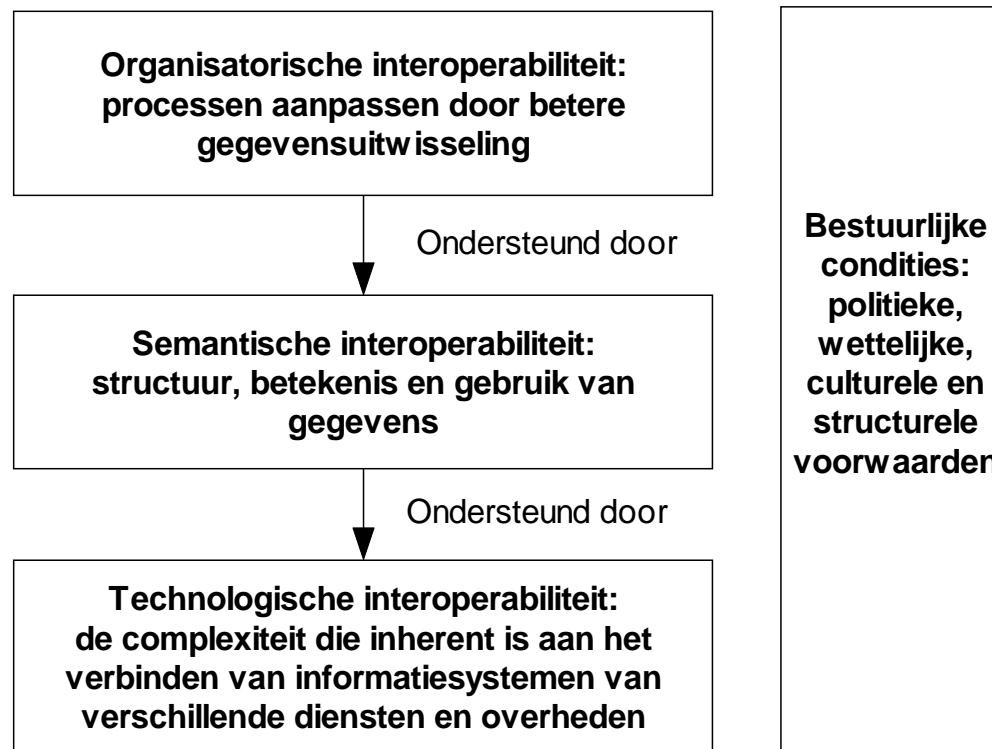 Organisatorische interoperabiliteit:
processen aanpassen door betere
gegevensuitwisseling
Ondersteund door
Semantische interoperabiliteit:
structuur, betekenis en gebruik van
gegevens
Ondersteund door
Technologische interoperabiliteit:
de complexiteit die inherent is aan het
verbinden van informatiesystemen van
verschillende diensten en overheden
Bestuurlijke
condities:
politieke,
wettelijke,
culturele en
structurele
voorwaarden